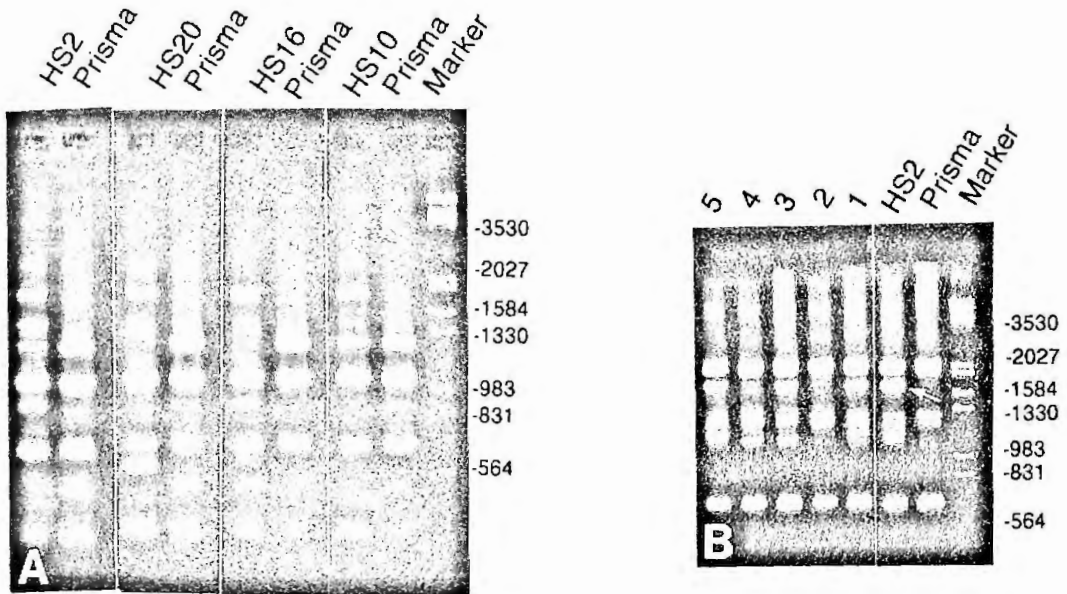 HS2
Prisma
HS20
Prisma
HS16
Prisma
HS10
Prisma
Marker
-3530
-2027
-1584
-1330
-983
-831
-564
A
5
4
3
2
1
HS2
Prisma
Marker
-3530
-2027
-1584
-1330
-983
-831
-564
B